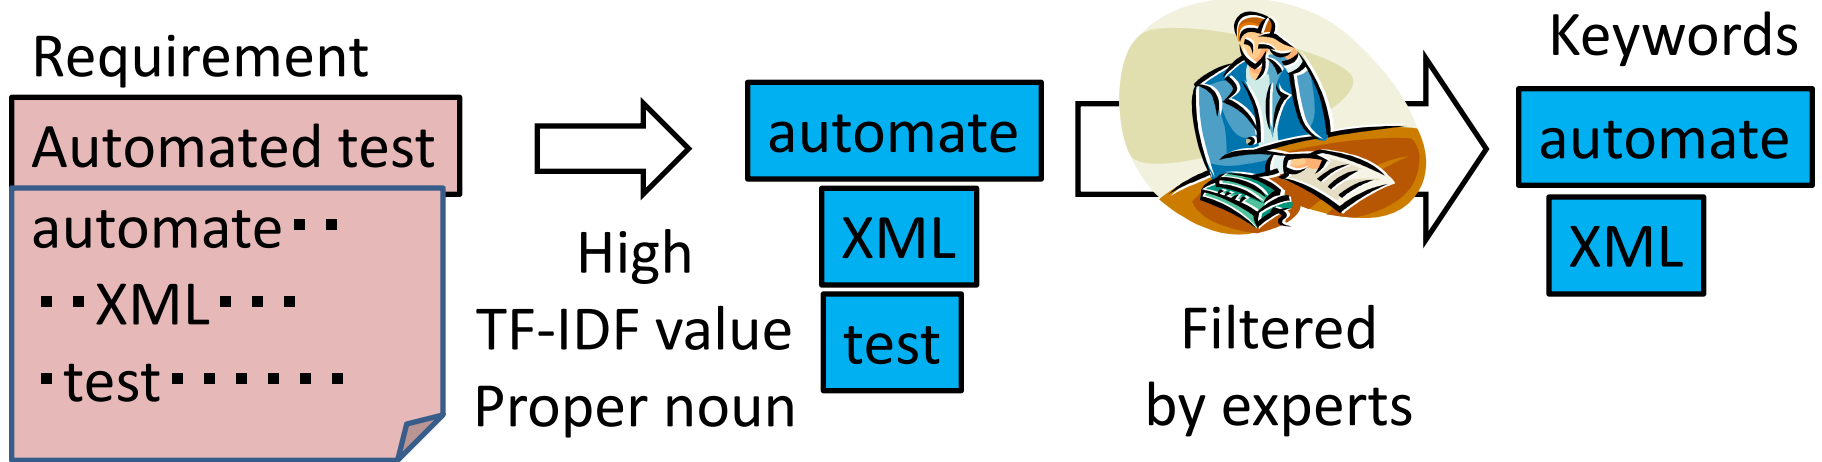 Requirement
Automated test
automate▪▪
▪▪XML▪▪▪
▪test▪▪▪▪▪▪
High
TF-IDF value
Proper noun
automate
XML
test
Filtered
by experts
Keywords
automate
XML